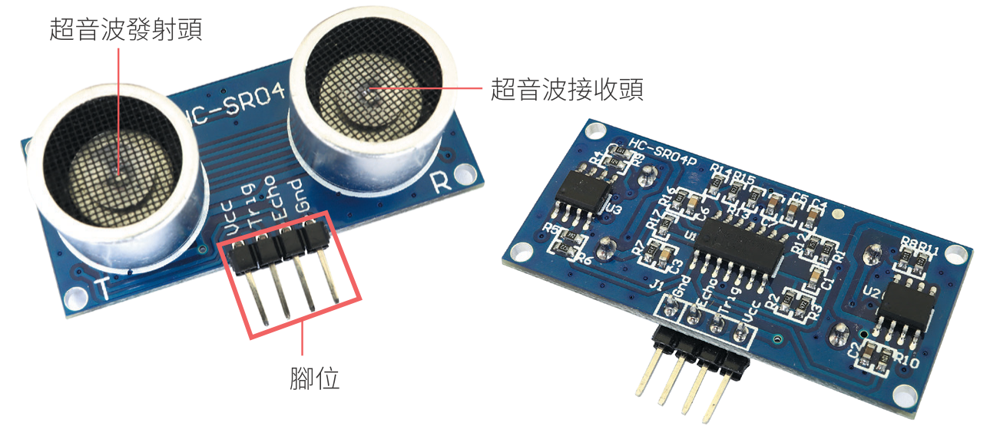 超音波發射頭
超音波接收頭
HC-SR04
Vcc
Trig
Echo
Gnd
T
R
腳位
HC-SR04P
R4
R9
U3
R5
R6
R14
R15
R16
C6
R13
C7
C5
C4
R17
R7
C3
R12
R1
C1
R2
R3
R8
R11
U2
C2
R10
J1
Gnd
Echo
Trig
Vcc